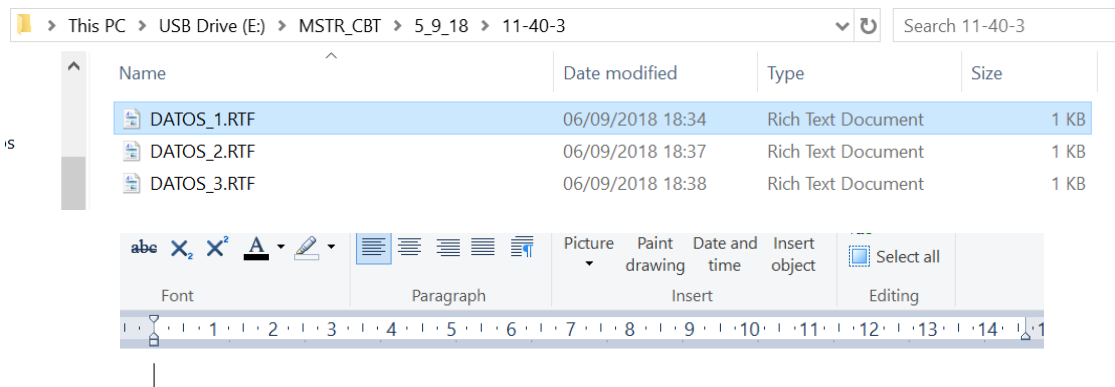 This PC > USB Drive (E:) > MSTR_CBT > 5_9_18 > 11-40-3 Search 11-40-3
Name Date modified Type Size
DATOS_1.RTF 06/09/2018 18:34 Rich Text Document 1 KB
DATOS_2.RTF 06/09/2018 18:37 Rich Text Document 1 KB
DATOS_3.RTF 06/09/2018 18:38 Rich Text Document 1 KB
abc X₂ X² A Picture Paint drawing Date and time Insert object Select all
Font Paragraph Insert Editing
1 2 3 4 5 6 7 8 9 10 11 12 13 14